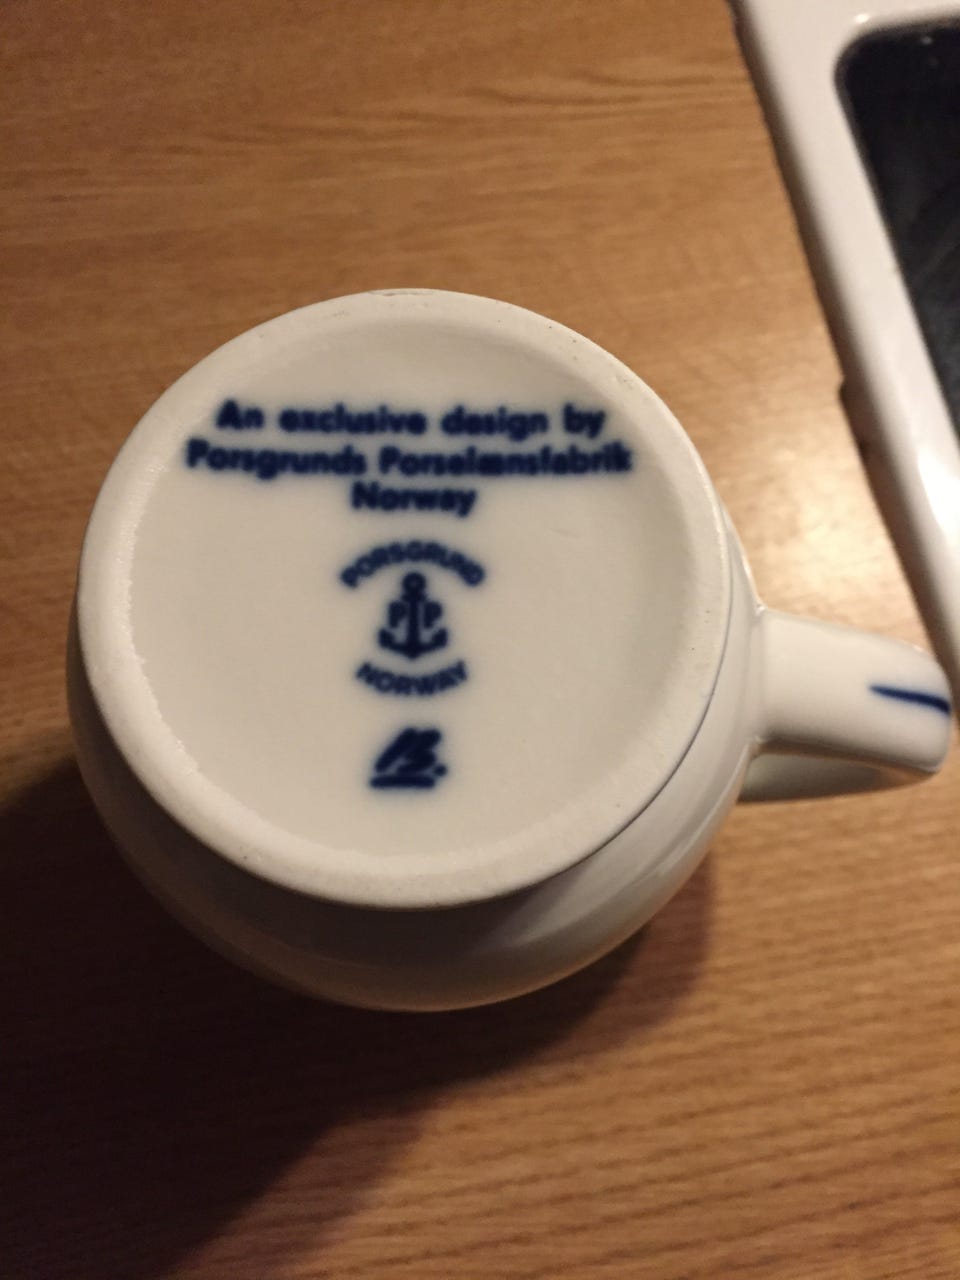 An exclusive design by
Porsgrunds Porselænsfabrik
Norway
PORSGRUND
P P
NORWAY